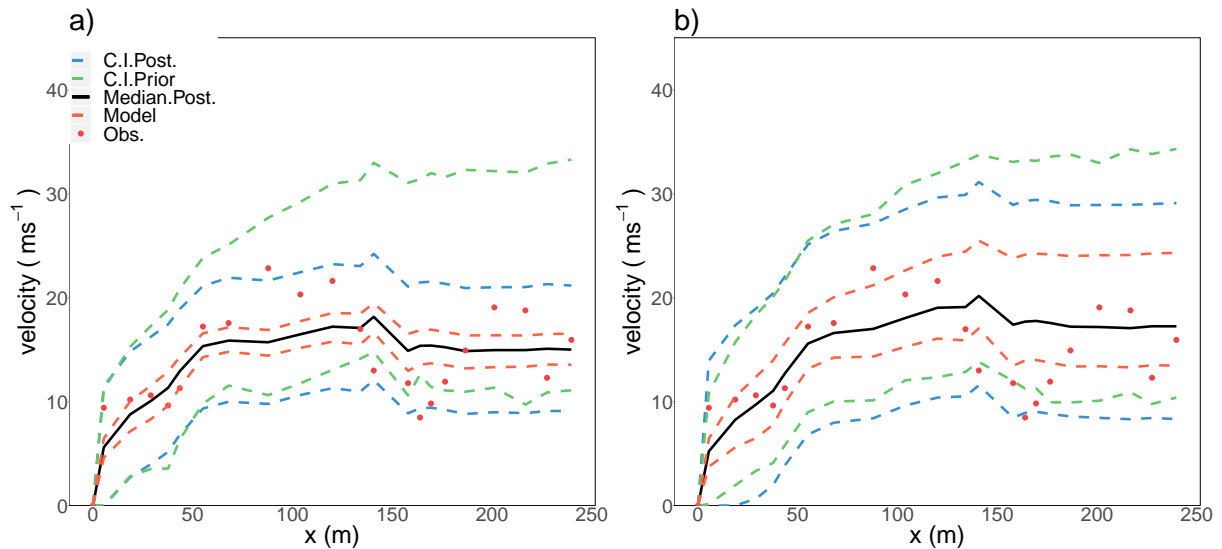 a)
C.I.Post.
C.I.Prior
Median.Post.
Model
Obs.
velocity ( ms⁻¹ )
40
30
20
10
0
0 50 100 150 200 250
x (m)
b)
velocity ( ms⁻¹ )
40
30
20
10
0
0 50 100 150 200 250
x (m)